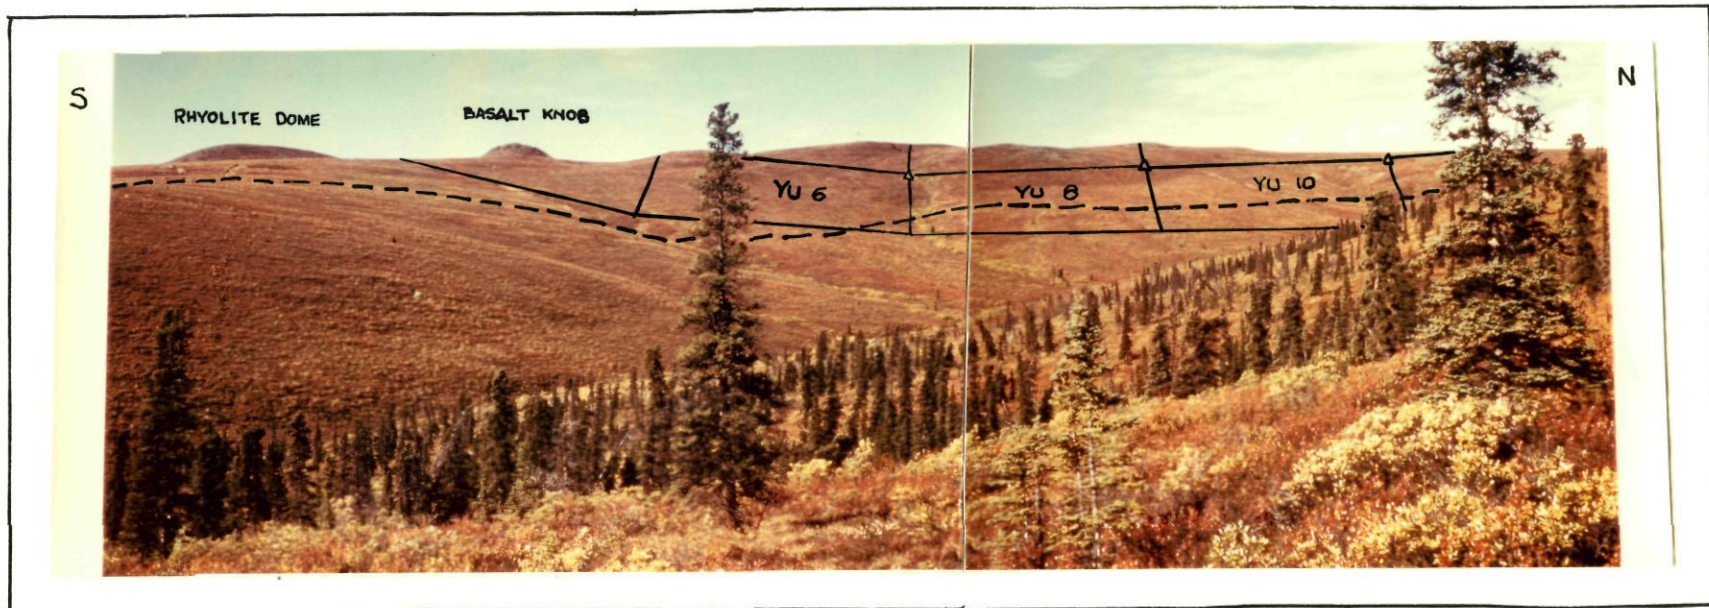 S
N
RHYOLITE DOME
BASALT KNOB
YU 6
YU 8
YU 10